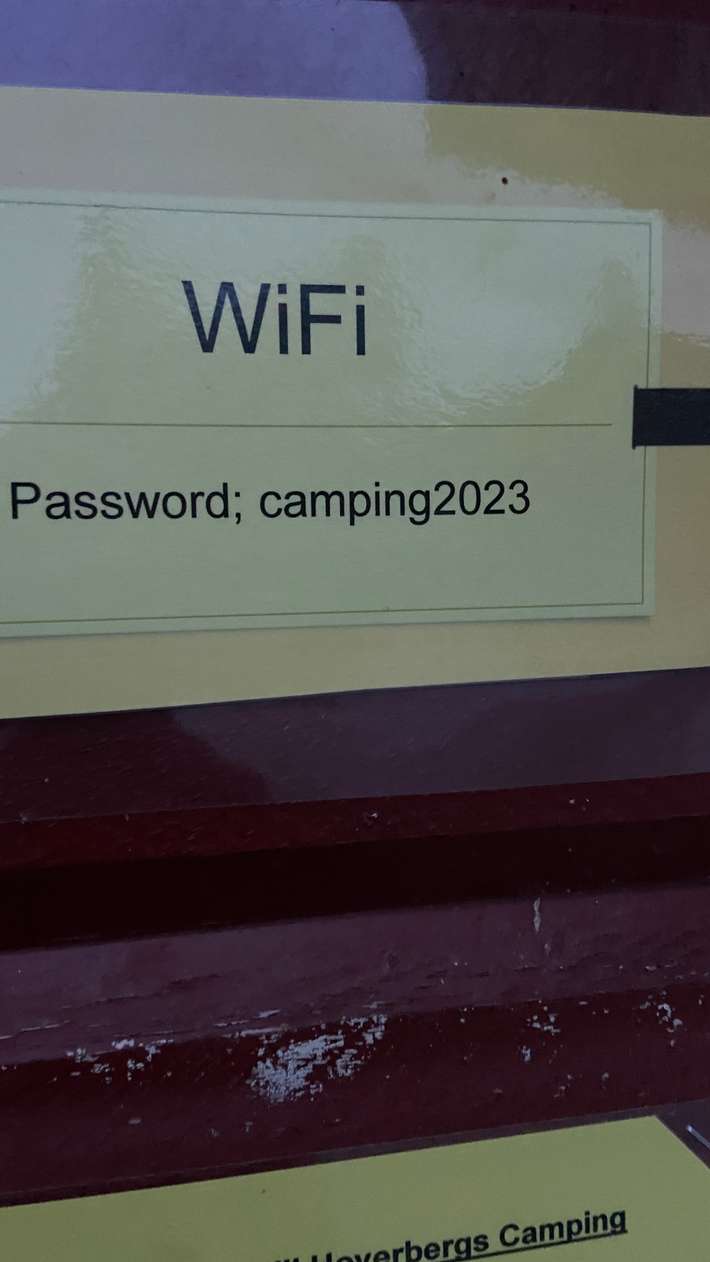 WiFi
Password; camping2023
Hoverbergs Camping